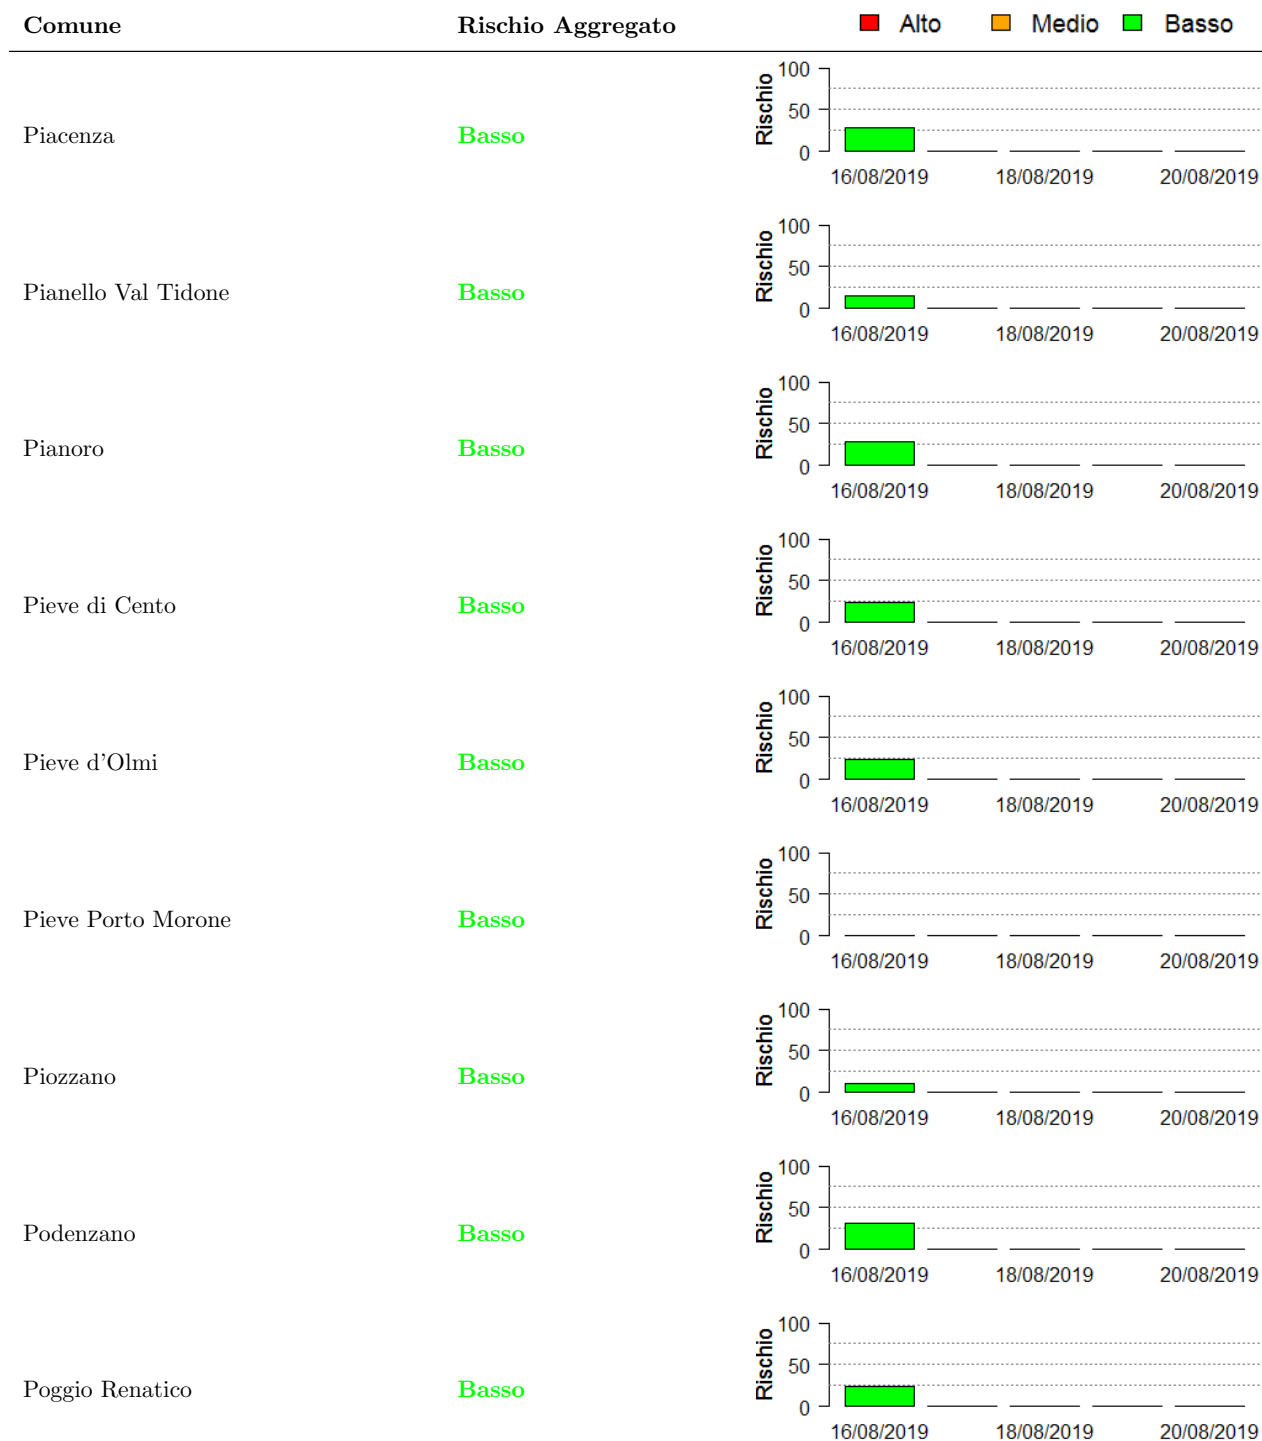 Comune Rischio Aggregato Alto Medio Basso
100
50
0
Rischio
Piacenza Basso
16/08/2019 18/08/2019 20/08/2019
100
50
0
Rischio
Pianello Val Tidone Basso
16/08/2019 18/08/2019 20/08/2019
100
50
0
Rischio
Pianoro Basso
16/08/2019 18/08/2019 20/08/2019
100
50
0
Rischio
Pieve di Cento Basso
16/08/2019 18/08/2019 20/08/2019
100
50
0
Rischio
Pieve d'Olmi Basso
16/08/2019 18/08/2019 20/08/2019
100
50
0
Rischio
Pieve Porto Morone Basso
16/08/2019 18/08/2019 20/08/2019
100
50
0
Rischio
Piozzano Basso
16/08/2019 18/08/2019 20/08/2019
100
50
0
Rischio
Podenzano Basso
16/08/2019 18/08/2019 20/08/2019
100
50
0
Rischio
Poggio Renatico Basso
16/08/2019 18/08/2019 20/08/2019